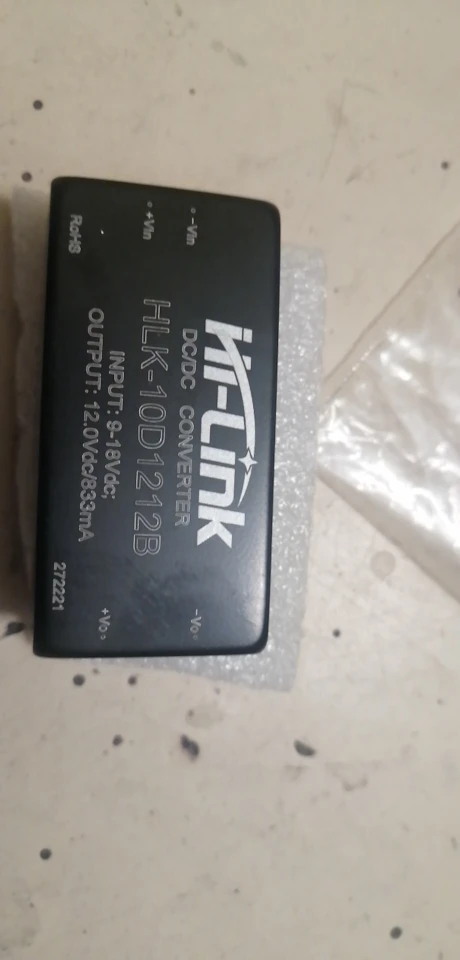 -Vin
-Vo
Hi-Link
DC/DC CONVERTER
+Vin
HLK-10D1212B
INPUT: 9-18Vdc;
OUTPUT: 12.0Vdc/833mA
+Vo
RoHS
272221